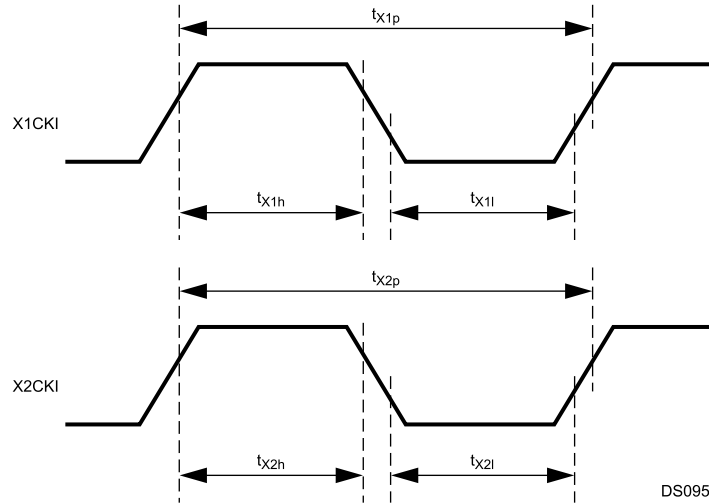 tX1p
X1CKI
tX1h
tX1l
tX2p
X2CKI
tX2h
tX2l
DS095